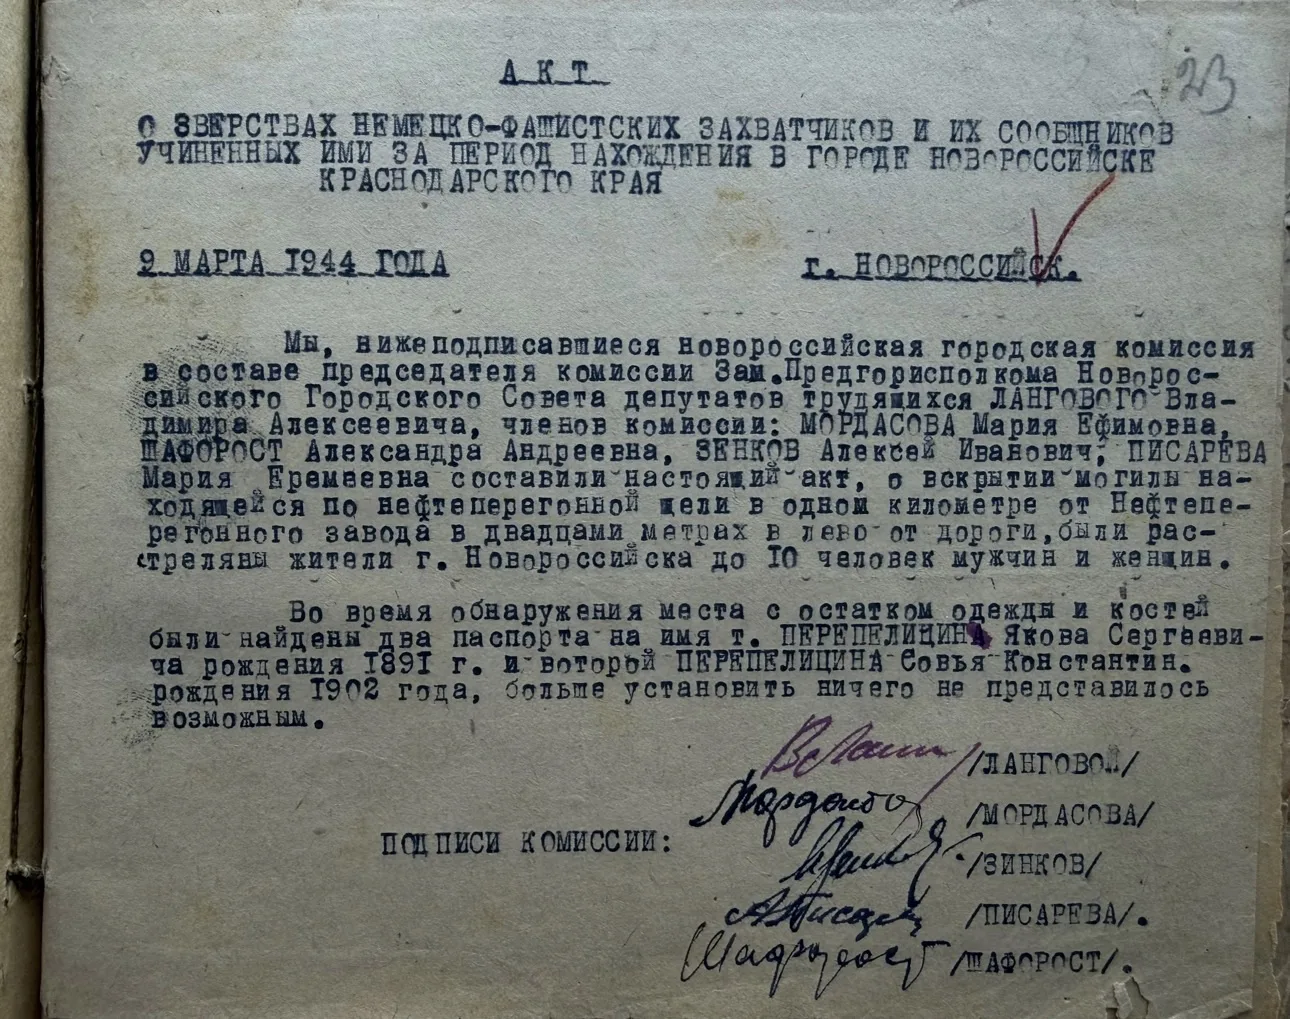 23
АКТ
О ЗВЕРСТВАХ НЕМЕЦКО-ФАШИСТСКИХ ЗАХВАТЧИКОВ И ИХ СООБЩНИКОВ
УЧИНЕННЫХ ИМИ ЗА ПЕРИОД НАХОЖДЕНИЯ В ГОРОДЕ НОВОРОССИЙСКЕ
КРАСНОДАРСКОГО КРАЯ
9 МАРТА 1944 ГОДА г. НОВОРОССИЙСК.
Мы, нижеподписавшиеся новороссийская городская комиссия
в составе председателя комиссии Зам.Предгорисполкома Новорос-
сийского Городского Совета депутатов трудящихся ЛАНГОВОГО Вла-
димира Алексеевича, членов комиссии: МОРДАСОВА Мария Ефимовна,
ШАФОРОСТ Александра Андреевна, ЗЕНКОВ Алексей Иванович, ПИСАРЕВА
Мария Еремеевна составили настоящий акт, о вскрытии могилы на-
ходящейся по нефтеперегонной щели в одном километре от Нефтепе-
регонного завода в двадцами метрах в лево от дороги,были рас-
стреляны жители г. Новороссийска до 10 человек мужчин и женщин.
Во время обнаружения места с остатком одежды и костей
были найдены два паспорта на имя т. ПЕРЕПЕЛИЦИНА Якова Сергееви-
ча рождения 1891 г. и второй ПЕРЕПЕЛИЦИНА Совья Константин.
рождения 1902 года, больше установить ничего не представилось
возможным.
/ЛАНГОВОЙ/
Мордасова /МОРДАСОВА/
ПОДПИСИ КОМИССИИ:
/ЗИНКОВ/
/ПИСАРЕВА/.
Шафорост /ШАФОРОСТ/.